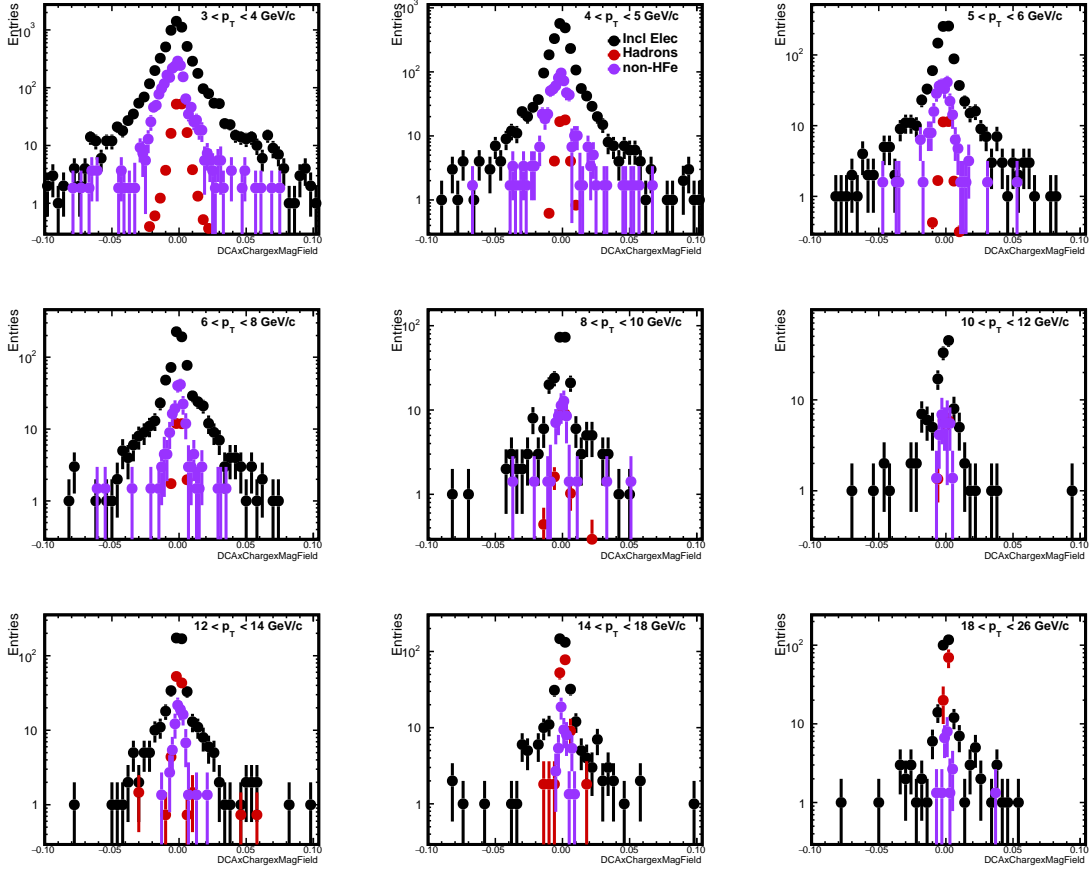 Entries
3 < p_T < 4 GeV/c
10^3
10^2
10
1
−0.10 −0.05 0.00 0.05 0.10
DCAxChargexMagField
Entries
4 < p_T < 5 GeV/c
Incl Elec
Hadrons
non-HFe
10^3
10^2
10
1
−0.10 −0.05 0.00 0.05 0.10
DCAxChargexMagField
Entries
5 < p_T < 6 GeV/c
10^2
10
1
−0.10 −0.05 0.00 0.05 0.10
DCAxChargexMagField
Entries
6 < p_T < 8 GeV/c
10^2
10
1
−0.10 −0.05 0.00 0.05 0.10
DCAxChargexMagField
Entries
8 < p_T < 10 GeV/c
10^2
10
1
−0.10 −0.05 0.00 0.05 0.10
DCAxChargexMagField
Entries
10 < p_T < 12 GeV/c
10
1
−0.10 −0.05 0.00 0.05 0.10
DCAxChargexMagField
Entries
12 < p_T < 14 GeV/c
10^2
10
1
−0.10 −0.05 0.00 0.05 0.10
DCAxChargexMagField
Entries
14 < p_T < 18 GeV/c
10^2
10
1
−0.10 −0.05 0.00 0.05 0.10
DCAxChargexMagField
Entries
18 < p_T < 26 GeV/c
10^2
10
1
−0.10 −0.05 0.00 0.05 0.10
DCAxChargexMagField